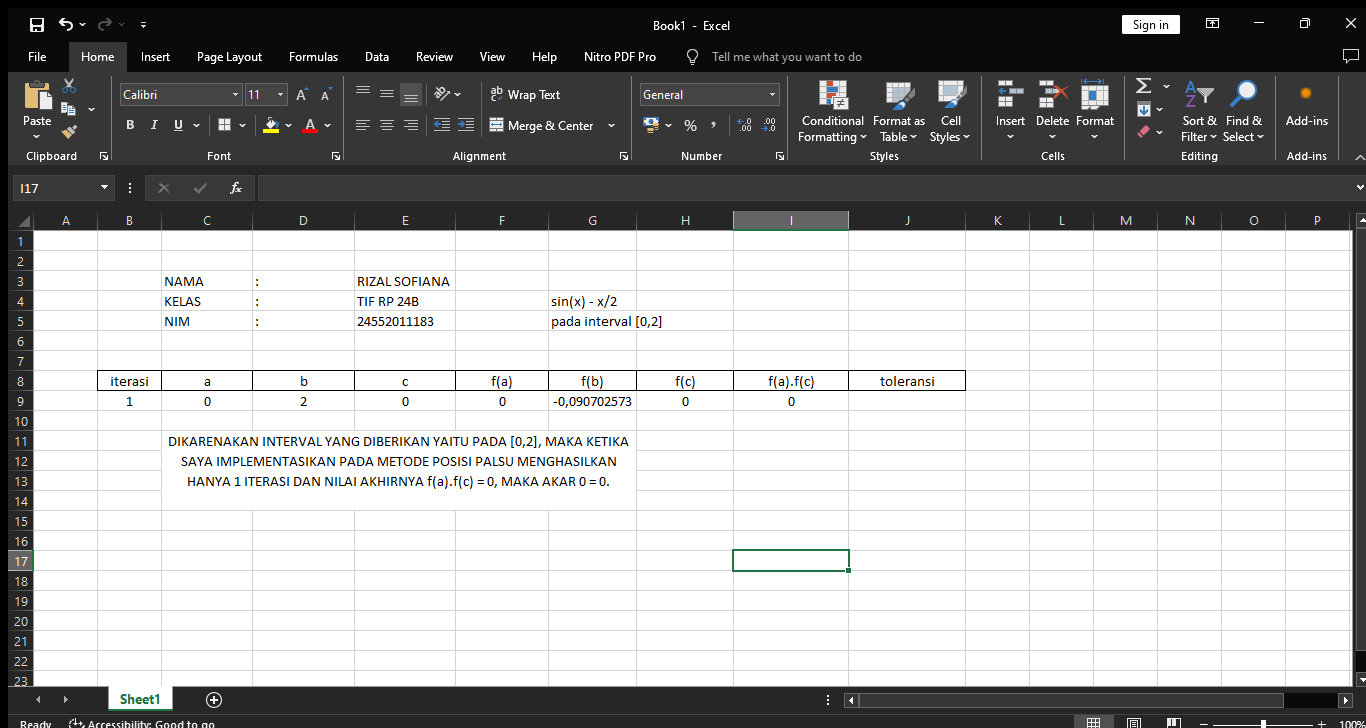 Book1 - Excel
Sign in
File Home Insert Page Layout Formulas Data Review View Help Nitro PDF Pro Tell me what you want to do
Paste
Clipboard
Calibri 11
B I U A
Font
Wrap Text
Merge & Center
Alignment
General
% ,
Number
Conditional Formatting
Format as Table
Cell Styles
Styles
Insert Delete Format
Cells
Sort & Filter
Find & Select
Editing
Add-ins
Add-ins
I17 fx
A B C D E F G H I J K L M N O P
1
2
3 NAMA : RIZAL SOFIANA
4 KELAS : TIF RP 24B sin(x) - x/2
5 NIM : 24552011183 pada interval [0,2]
6
7
8 iterasi a b c f(a) f(b) f(c) f(a).f(c) toleransi
9 1 0 2 0 0 -0,090702573 0 0
10
11 DIKARENAKAN INTERVAL YANG DIBERIKAN YAITU PADA [0,2], MAKA KETIKA
12 SAYA IMPLEMENTASIKAN PADA METODE POSISI PALSU MENGHASILKAN
13 HANYA 1 ITERASI DAN NILAI AKHIRNYA f(a).f(c) = 0, MAKA AKAR 0 = 0.
14
15
16
17
18
19
20
21
22
23
Sheet1
Ready Accessibility: Good to go 100%